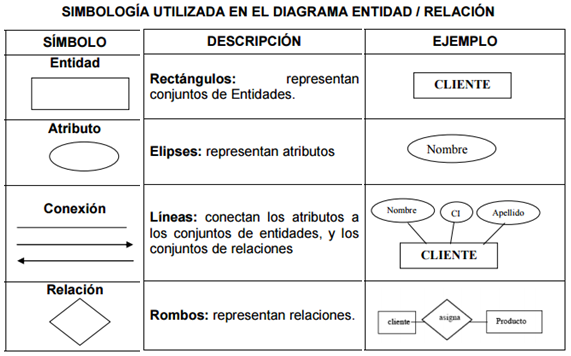 SIMBOLOGÍA UTILIZADA EN EL DIAGRAMA ENTIDAD / RELACIÓN
SÍMBOLO DESCRIPCIÓN EJEMPLO
Entidad
Rectángulos: representan
conjuntos de Entidades.
CLIENTE
Atributo
Elipses: representan atributos
Nombre
Conexión
Líneas: conectan los atributos a
los conjuntos de entidades, y los
conjuntos de relaciones
Nombre CI Apellido
CLIENTE
Relación
Rombos: representan relaciones.
cliente asigna Producto